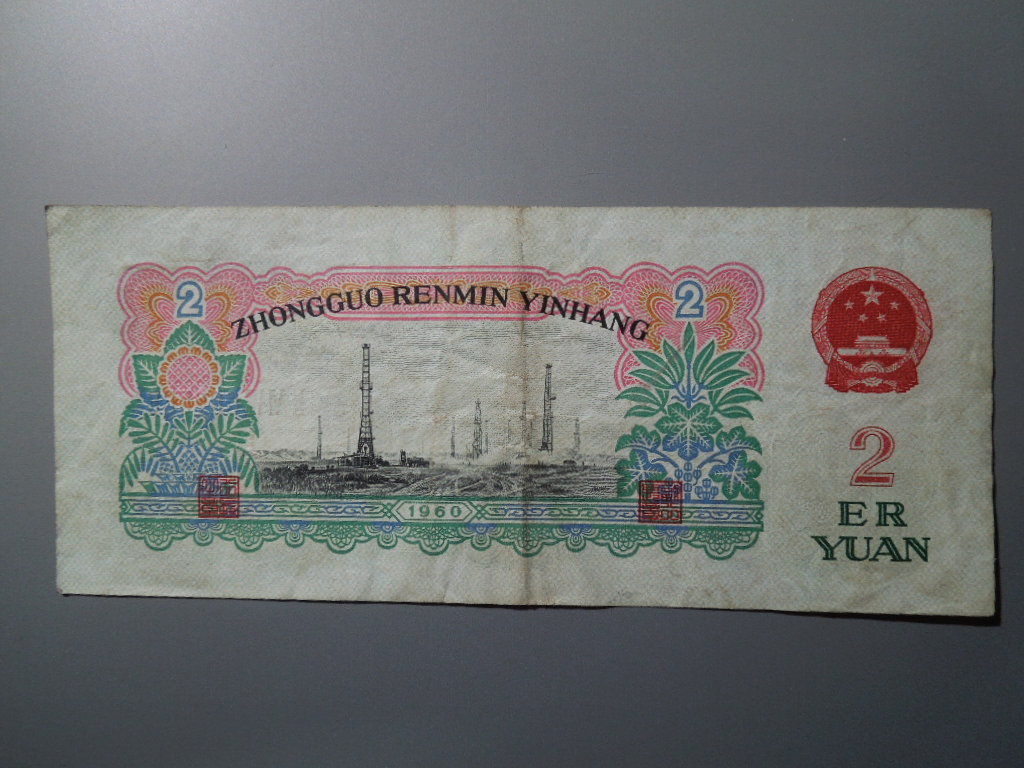 2
2
ZHONGGUO RENMIN YINHANG
2
ER
YUAN
1960